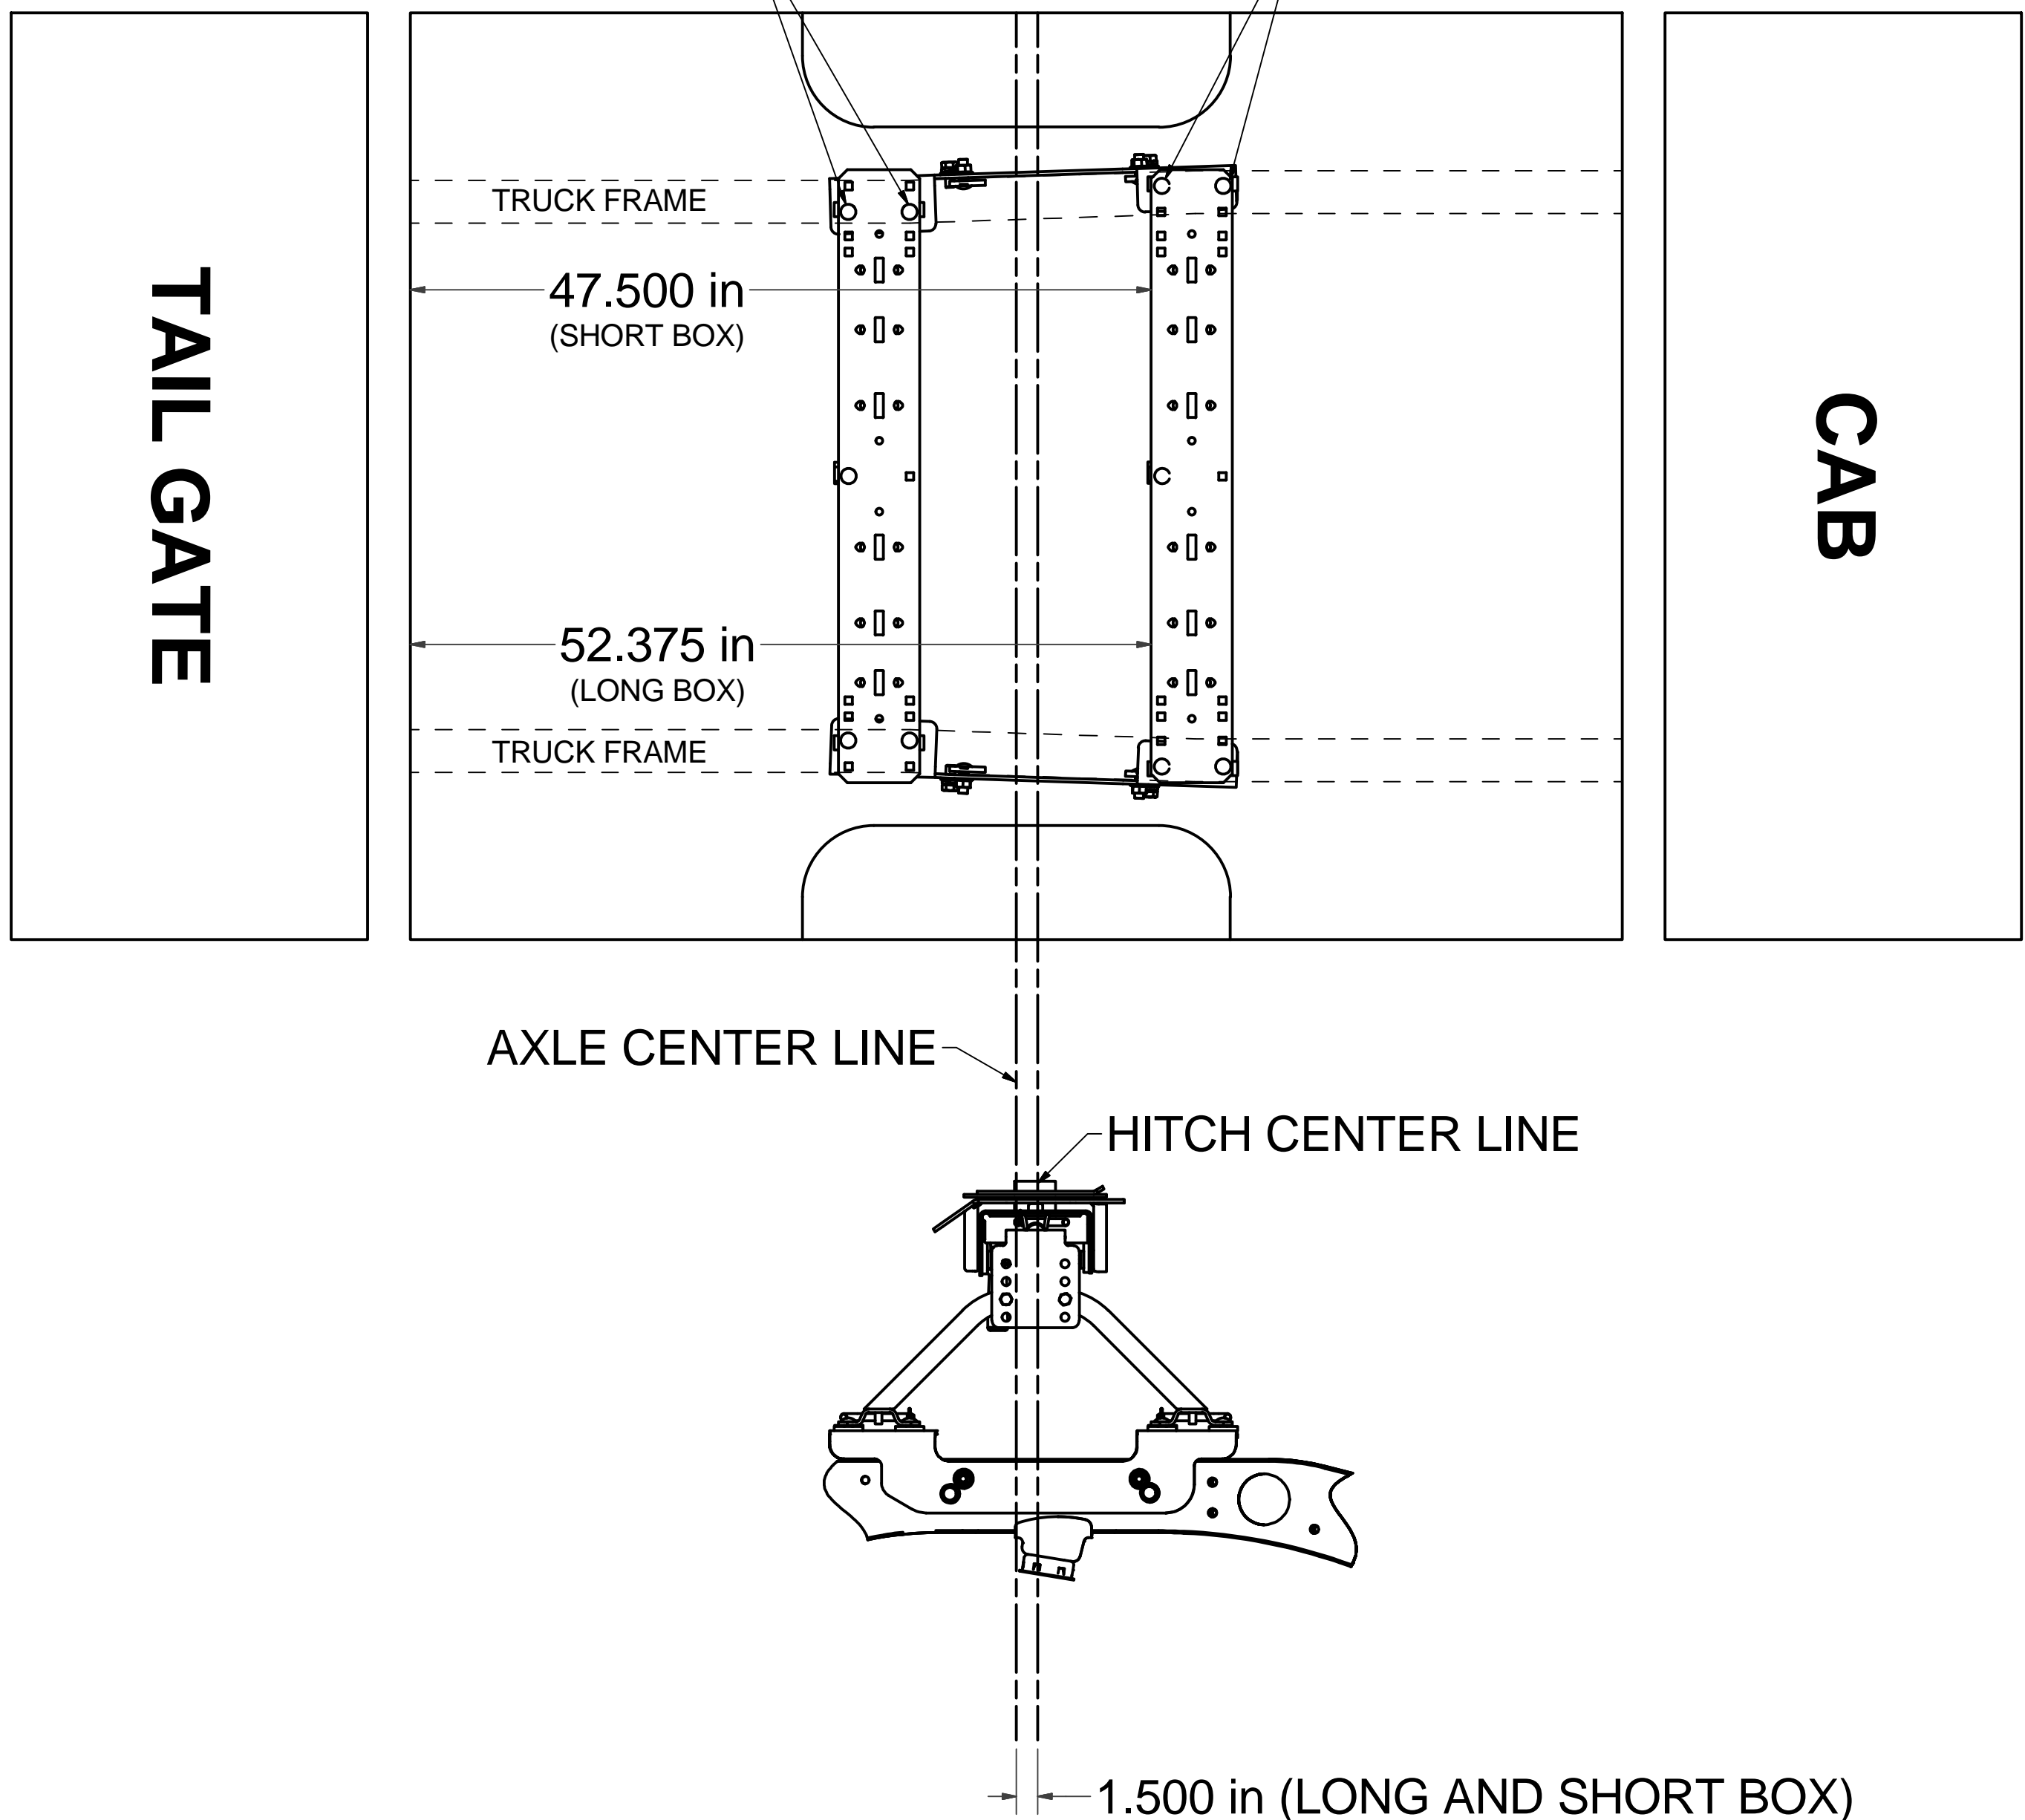 TRUCK FRAME
47.500 in
(SHORT BOX)
TAIL GATE
CAB
52.375 in
(LONG BOX)
TRUCK FRAME
AXLE CENTER LINE
HITCH CENTER LINE
1.500 in (LONG AND SHORT BOX)